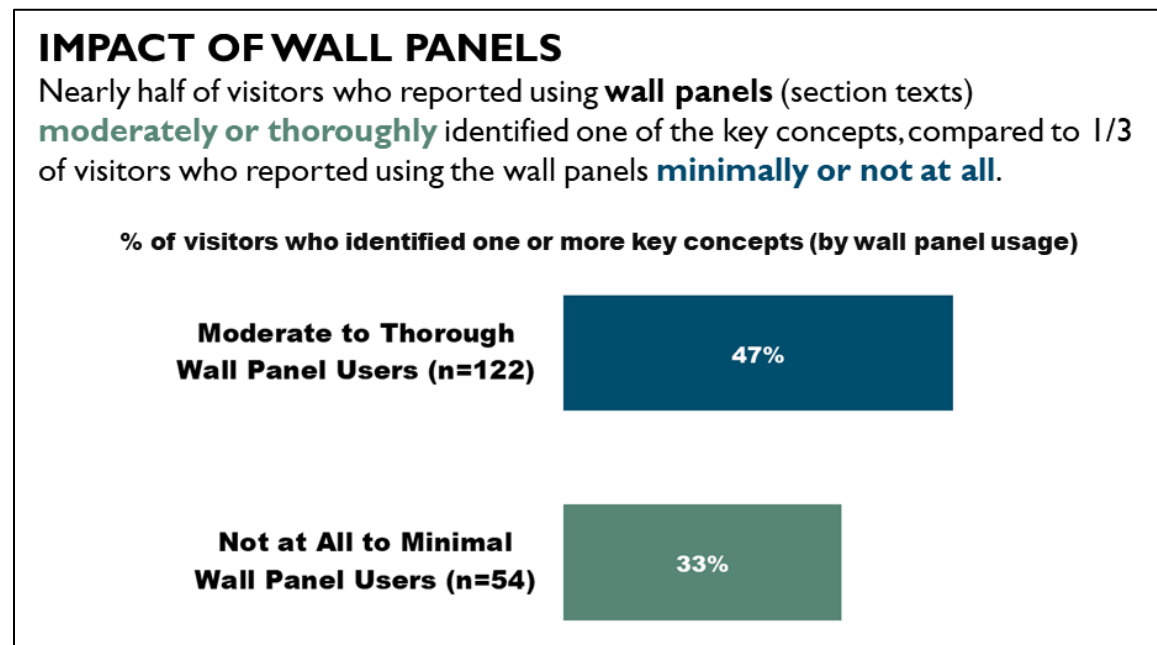 IMPACT OF WALL PANELS
Nearly half of visitors who reported using wall panels (section texts)
moderately or thoroughly identified one of the key concepts, compared to 1/3
of visitors who reported using the wall panels minimally or not at all.
% of visitors who identified one or more key concepts (by wall panel usage)
Moderate to Thorough
Wall Panel Users (n=122)
47%
Not at All to Minimal
Wall Panel Users (n=54)
33%